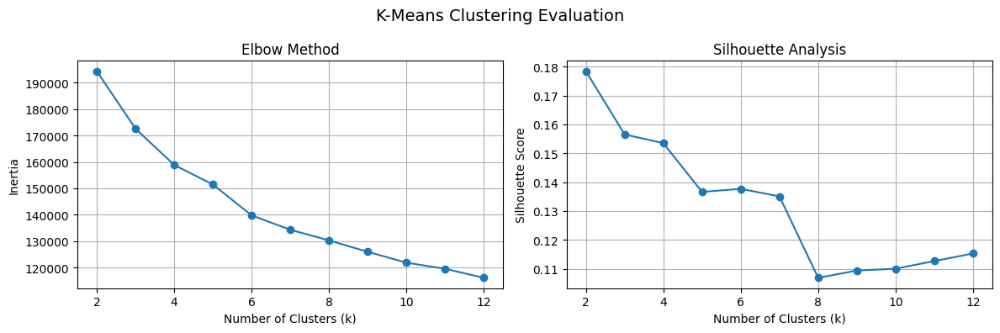 K-Means Clustering Evaluation
Elbow Method
Inertia
190000
180000
170000
160000
150000
140000
130000
120000
2 4 6 8 10 12
Number of Clusters (k)
Silhouette Analysis
Silhouette Score
0.18
0.17
0.16
0.15
0.14
0.13
0.12
0.11
2 4 6 8 10 12
Number of Clusters (k)